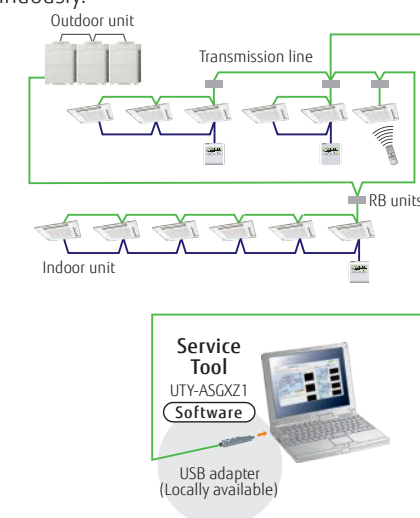 Outdoor unit
Transmission line
RB units
Indoor unit
Service
Tool
UTY-ASGXZ1
Software
USB adapter
(Locally available)